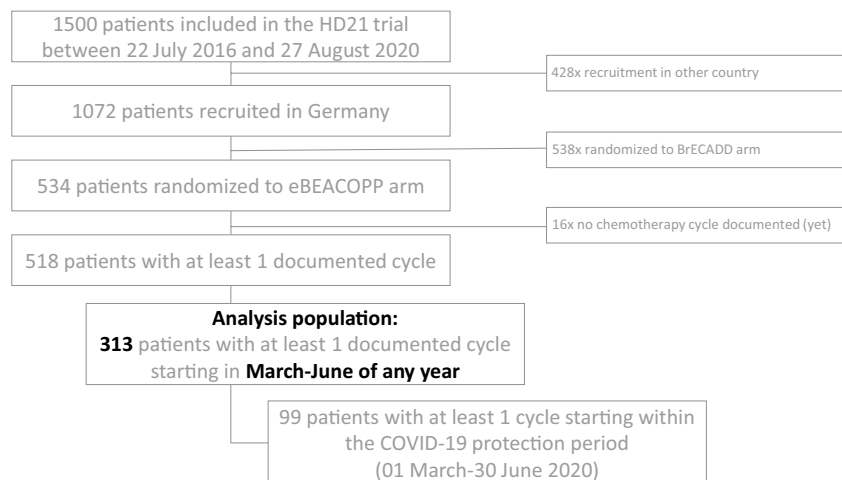 1500 patients included in the HD21 trial
between 22 July 2016 and 27 August 2020
428x recruitment in other country
1072 patients recruited in Germany
538x randomized to BrECADD arm
534 patients randomized to eBEACOPP arm
16x no chemotherapy cycle documented (yet)
518 patients with at least 1 documented cycle
Analysis population:
313 patients with at least 1 documented cycle
starting in March-June of any year
99 patients with at least 1 cycle starting within
the COVID-19 protection period
(01 March-30 June 2020)